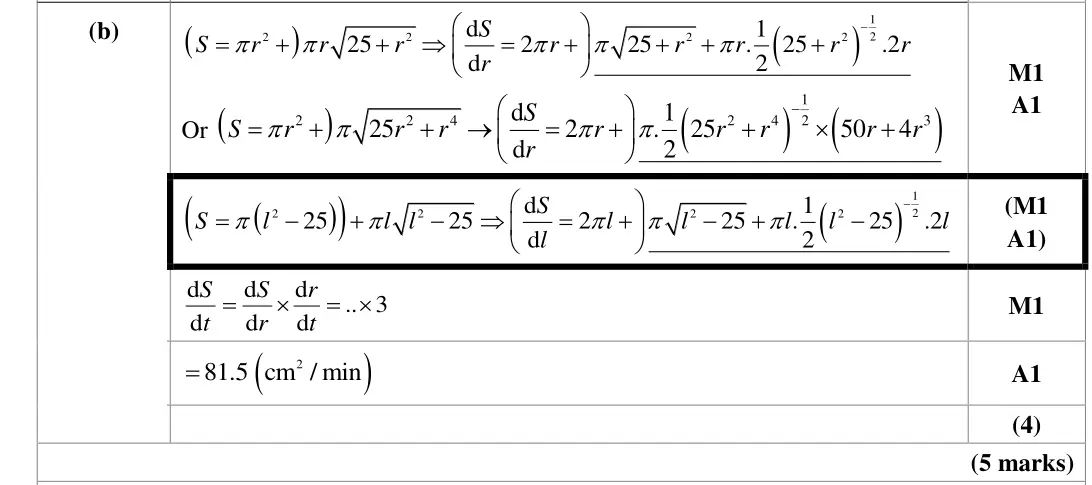 (b) (S = πr² +)πr√(25 + r²) ⇒ (dS/dr = 2πr +) π√(25 + r²) + πr.1/2(25 + r²)^(-1/2).2r
M1
A1
Or (S = πr² +)π√(25r² + r⁴) → (dS/dr = 2πr +) π.1/2(25r² + r⁴)^(-1/2) × (50r + 4r³)
(S = π(l² − 25)) + πl√(l² − 25) ⇒ (dS/dl = 2πl +) π√(l² − 25) + πl.1/2(l² − 25)^(-1/2).2l
(M1
A1)
dS/dt = dS/dr × dr/dt = .. × 3 M1
= 81.5 (cm² / min) A1
(4)
(5 marks)